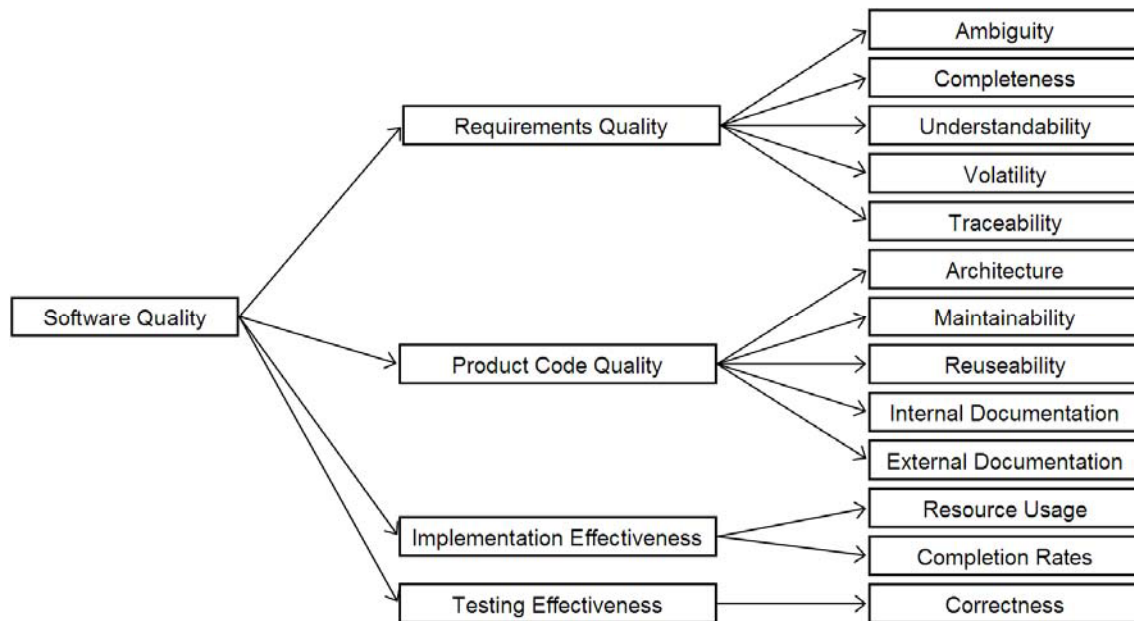 Ambiguity
Completeness
Requirements Quality
Understandability
Volatility
Traceability
Architecture
Software Quality
Maintainability
Product Code Quality
Reuseability
Internal Documentation
External Documentation
Resource Usage
Implementation Effectiveness
Completion Rates
Testing Effectiveness
Correctness